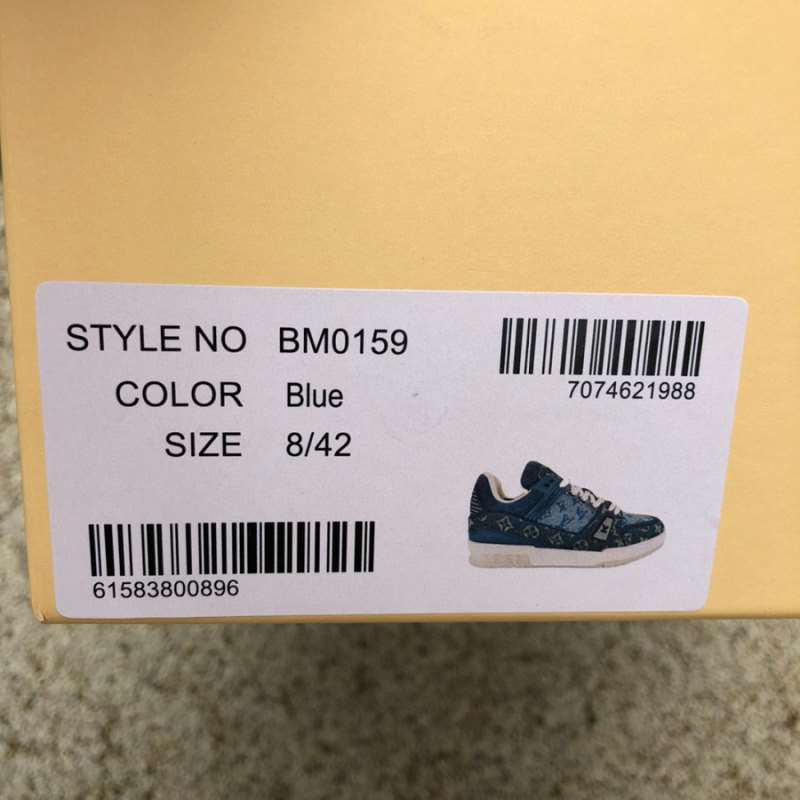 STYLE NO BM0159
COLOR Blue
SIZE 8/42
7074621988
61583800896